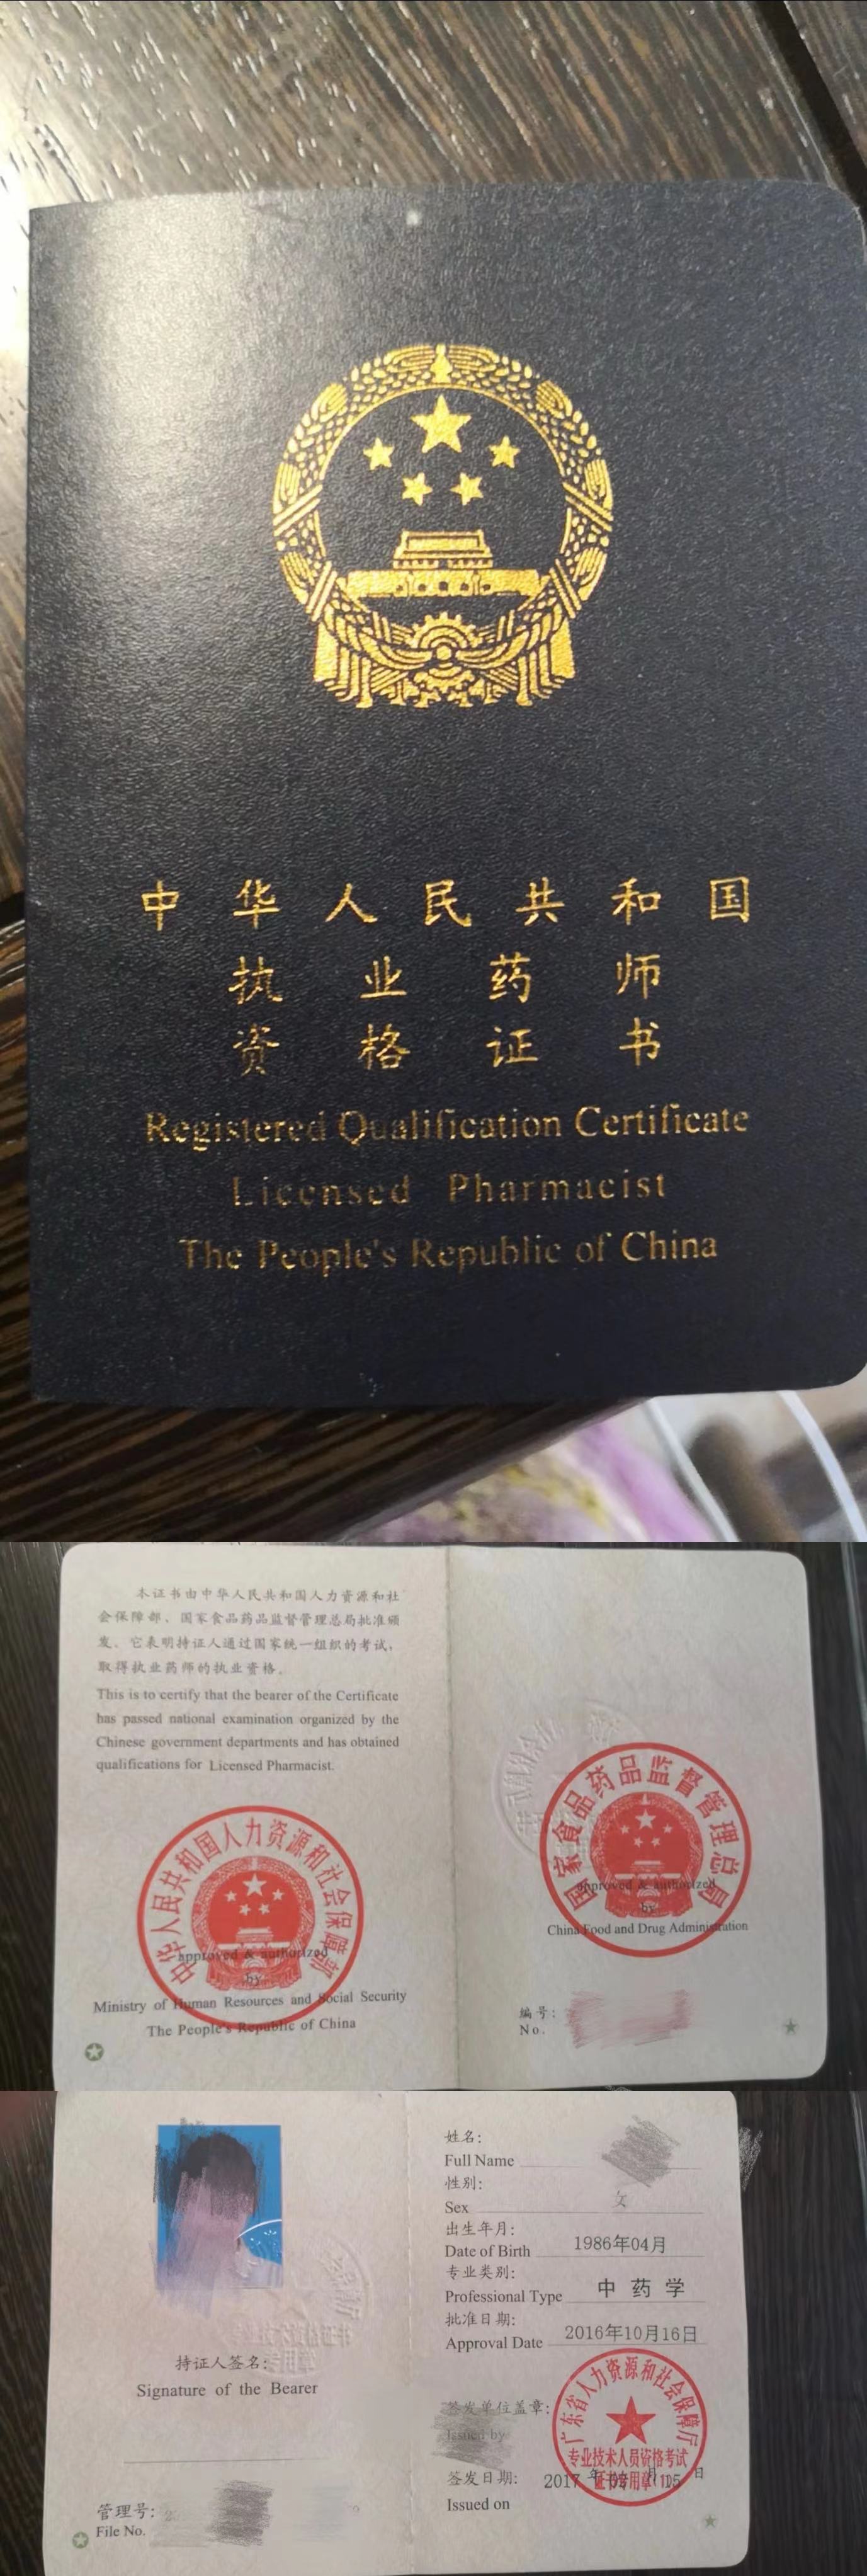 中华人民共和国
执业药师
资格证书
Registered Qualification Certificate
Licensed Pharmacist
The People's Republic of China
本证书由中华人民共和国人力资源和社
会保障部、国家食品药品监督管理总局批准颁
发。它表明持证人通过国家统一组织的考试,
取得执业药师的执业资格。
This is to certify that the bearer of the Certificate
has passed national examination organized by the
Chinese government departments and has obtained
qualifications for Licensed Pharmacist.
中华人民共和国人力资源和社会保障部
approved & authorized
by
Ministry of Human Resources and Social Security
The People's Republic of China
国家食品药品监督管理总局
approved & authorized
by
China Food and Drug Administration
编号:
No.
持证人签名:
Signature of the Bearer
管理号:
File No.
姓名:
Full Name
性别:
Sex 女
出生年月:
Date of Birth 1986年04月
专业类别:
Professional Type 中药学
批准日期:
Approval Date 2016年10月16日
签发单位盖章:
Issued by
广东省人力资源和社会保障厅
专业技术人员资格考试
证书专用章
签发日期: 2017年 月 日
Issued on